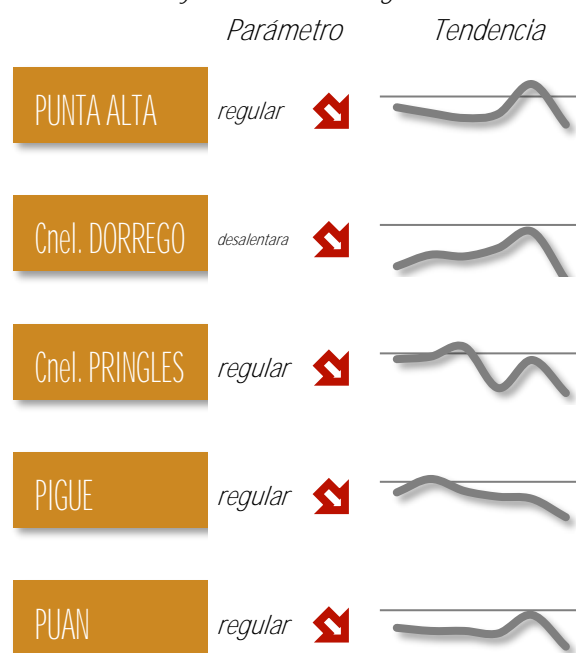 Parámetro Tendencia
PUNTA ALTA regular
Cnel. DORREGO desalentara
Cnel. PRINGLES regular
PIGUE regular
PUAN regular